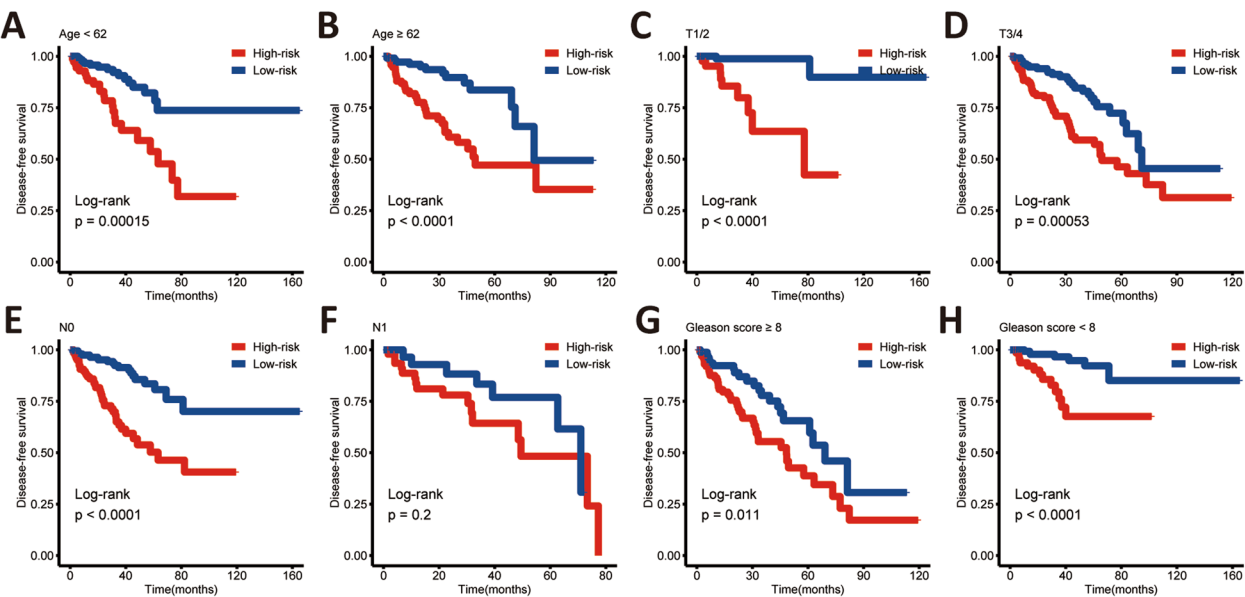 A
Age < 62
High-risk
Low-risk
Disease-free survival
1.00
0.75
0.50
0.25
0.00
Log-rank
p = 0.00015
0 40 80 120 160
Time(months)
B
Age ≥ 62
High-risk
Low-risk
Disease-free survival
1.00
0.75
0.50
0.25
0.00
Log-rank
p < 0.0001
0 30 60 90 120
Time(months)
C
T1/2
High-risk
Low-risk
Disease-free survival
1.00
0.75
0.50
0.25
0.00
Log-rank
p < 0.0001
0 40 80 120 160
Time(months)
D
T3/4
High-risk
Low-risk
Disease-free survival
1.00
0.75
0.50
0.25
0.00
Log-rank
p = 0.00053
0 30 60 90 120
Time(months)
E
N0
High-risk
Low-risk
Disease-free survival
1.00
0.75
0.50
0.25
0.00
Log-rank
p < 0.0001
0 40 80 120 160
Time(months)
F
N1
High-risk
Low-risk
Disease-free survival
1.00
0.75
0.50
0.25
0.00
Log-rank
p = 0.2
0 20 40 60 80
Time(months)
G
Gleason score ≥ 8
High-risk
Low-risk
Disease-free survival
1.00
0.75
0.50
0.25
0.00
Log-rank
p = 0.011
0 30 60 90 120
Time(months)
H
Gleason score < 8
High-risk
Low-risk
Disease-free survival
1.00
0.75
0.50
0.25
0.00
Log-rank
p < 0.0001
0 40 80 120 160
Time(months)